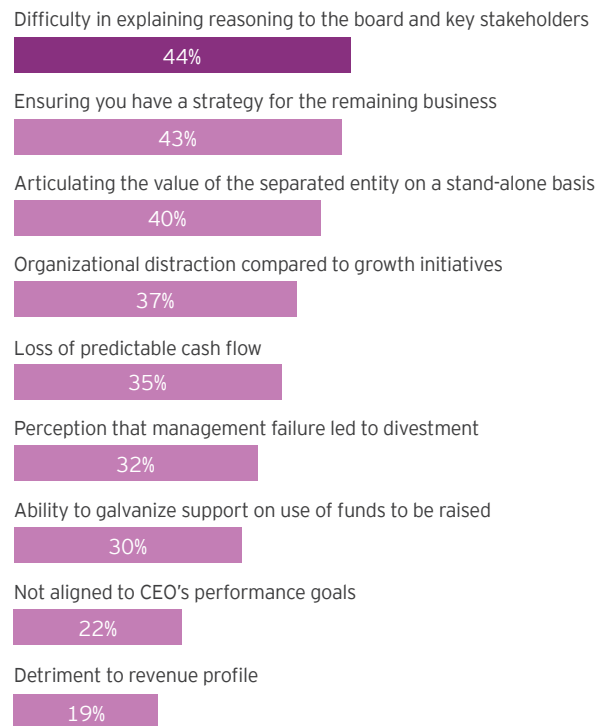 Difficulty in explaining reasoning to the board and key stakeholders
44%
Ensuring you have a strategy for the remaining business
43%
Articulating the value of the separated entity on a stand-alone basis
40%
Organizational distraction compared to growth initiatives
37%
Loss of predictable cash flow
35%
Perception that management failure led to divestment
32%
Ability to galvanize support on use of funds to be raised
30%
Not aligned to CEO’s performance goals
22%
Detriment to revenue profile
19%